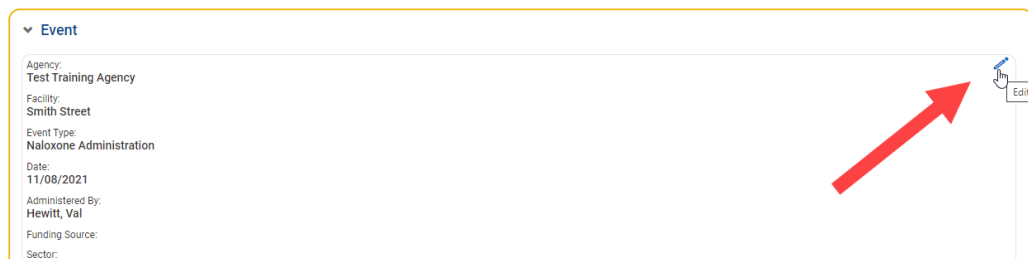 Event
Agency:
Test Training Agency
Edit
Facility:
Smith Street
Event Type:
Naloxone Administration
Date:
11/08/2021
Administered By:
Hewitt, Val
Funding Source:
Sector: